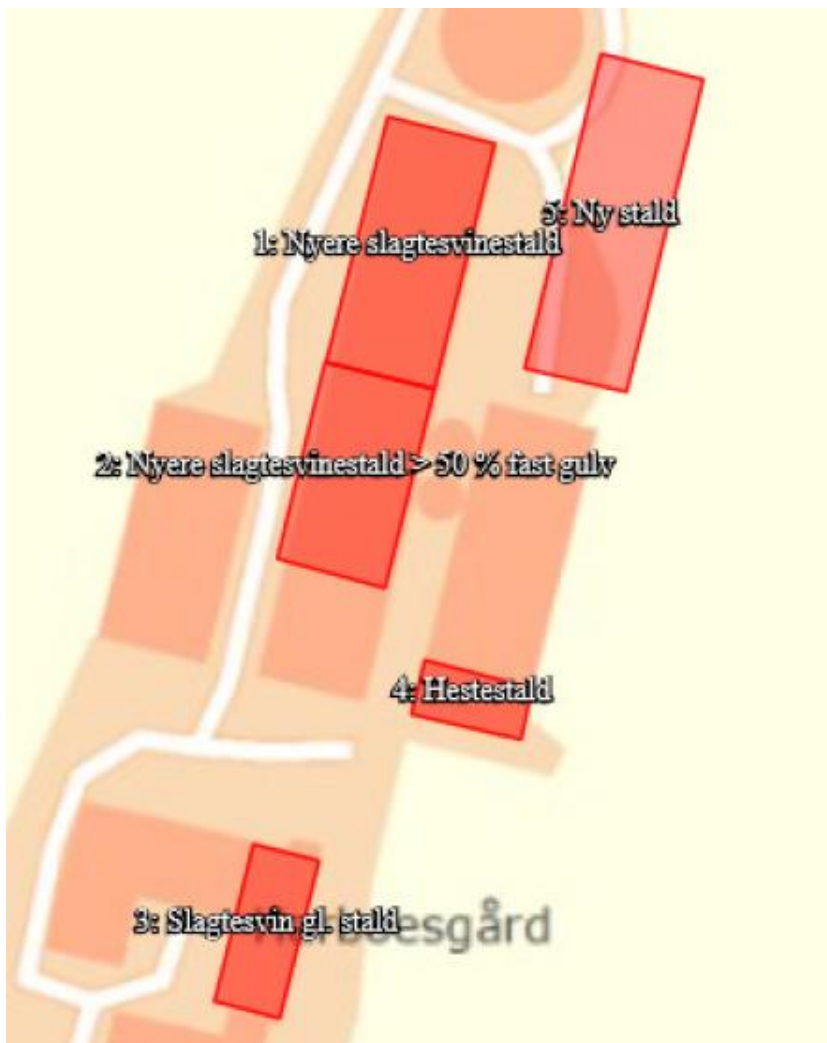 5: Ny stald
1: Nyere slagtesvinestald
2: Nyere slagtesvinestald > 50 % fast gulv
4: Hestestald
3: Slagtesvin gl. stald